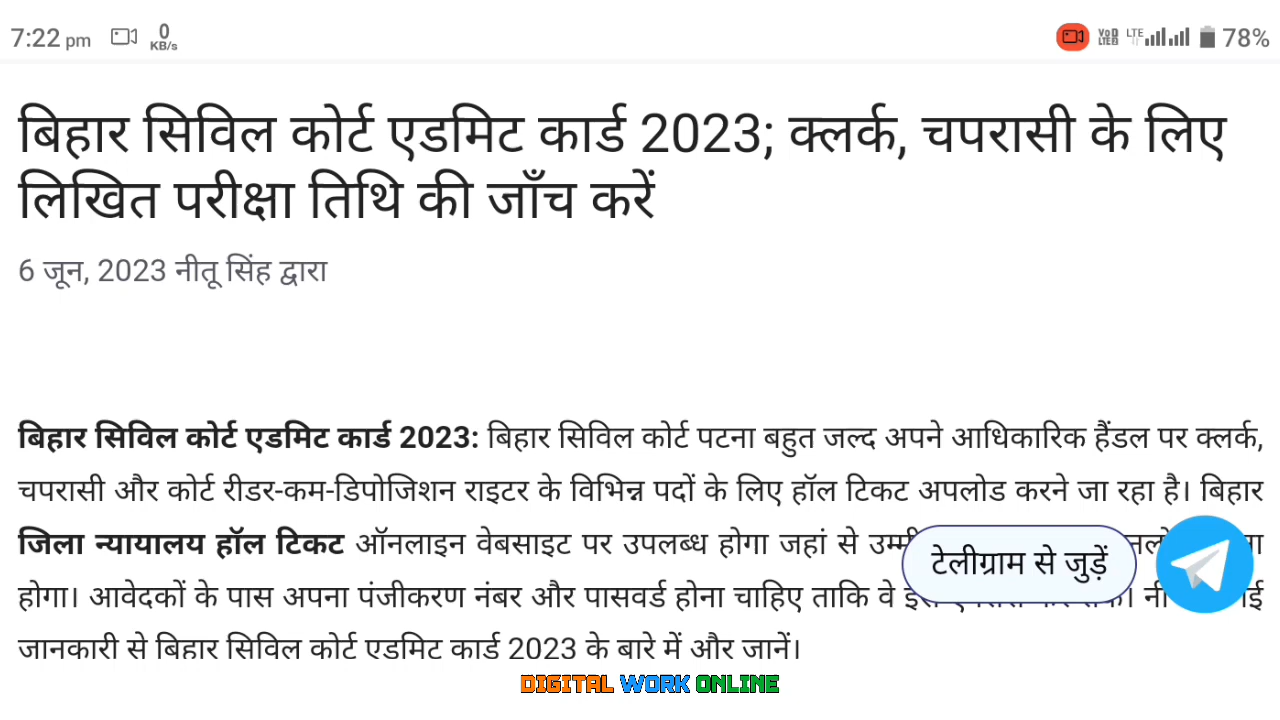 7:22 pm 0 KB/s VoD LTE2 LTE 78%
बिहार सिविल कोर्ट एडमिट कार्ड 2023; क्लर्क, चपरासी के लिए
लिखित परीक्षा तिथि की जाँच करें
6 जून, 2023 नीतू सिंह द्वारा
बिहार सिविल कोर्ट एडमिट कार्ड 2023: बिहार सिविल कोर्ट पटना बहुत जल्द अपने आधिकारिक हैंडल पर क्लर्क,
चपरासी और कोर्ट रीडर-कम-डिपोजिशन राइटर के विभिन्न पदों के लिए हॉल टिकट अपलोड करने जा रहा है। बिहार
जिला न्यायालय हॉल टिकट ऑनलाइन वेबसाइट पर उपलब्ध होगा जहां से
टेलीग्राम से जुड़ें
होगा। आवेदकों के पास अपना पंजीकरण नंबर और पासवर्ड होना चाहिए ताकि वे
जानकारी से बिहार सिविल कोर्ट एडमिट कार्ड 2023 के बारे में और जानें।
DIGITAL WORK ONLINE